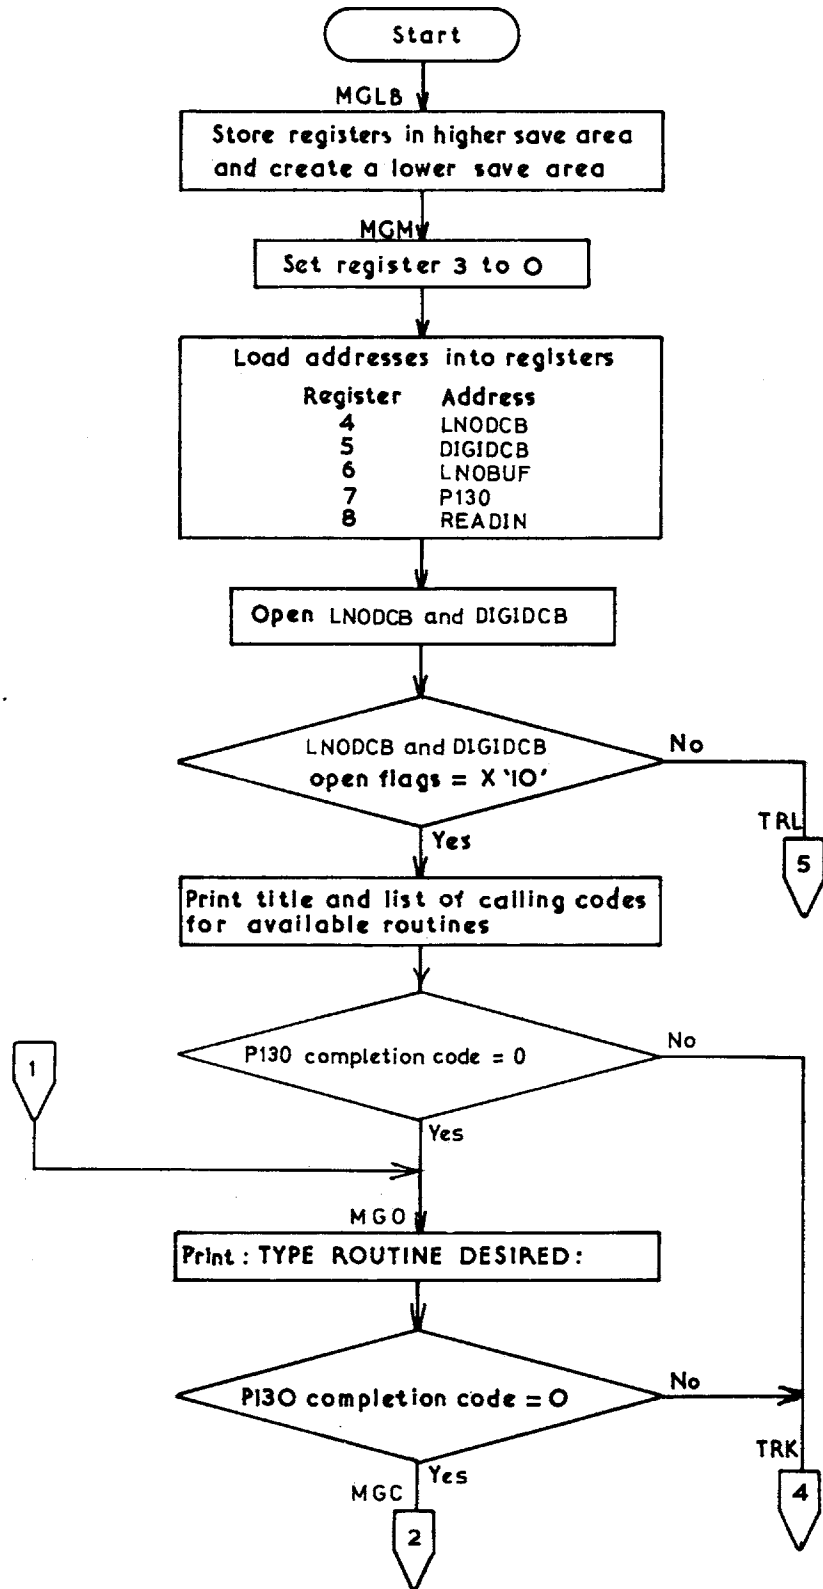 Start
MGLB
Store registers in higher save area
and create a lower save area
MGM
Set register 3 to 0
Load addresses into registers
Register Address
4 LNODCB
5 DIGIDCB
6 LNOBUF
7 P130
8 READIN
Open LNODCB and DIGIDCB
LNODCB and DIGIDCB
open flags = X '10'
No
TRL
5
Yes
Print title and list of calling codes
for available routines
P130 completion code = 0
No
1
Yes
MGO
Print : TYPE ROUTINE DESIRED :
P130 completion code = 0
No
Yes
TRK
MGC
4
2